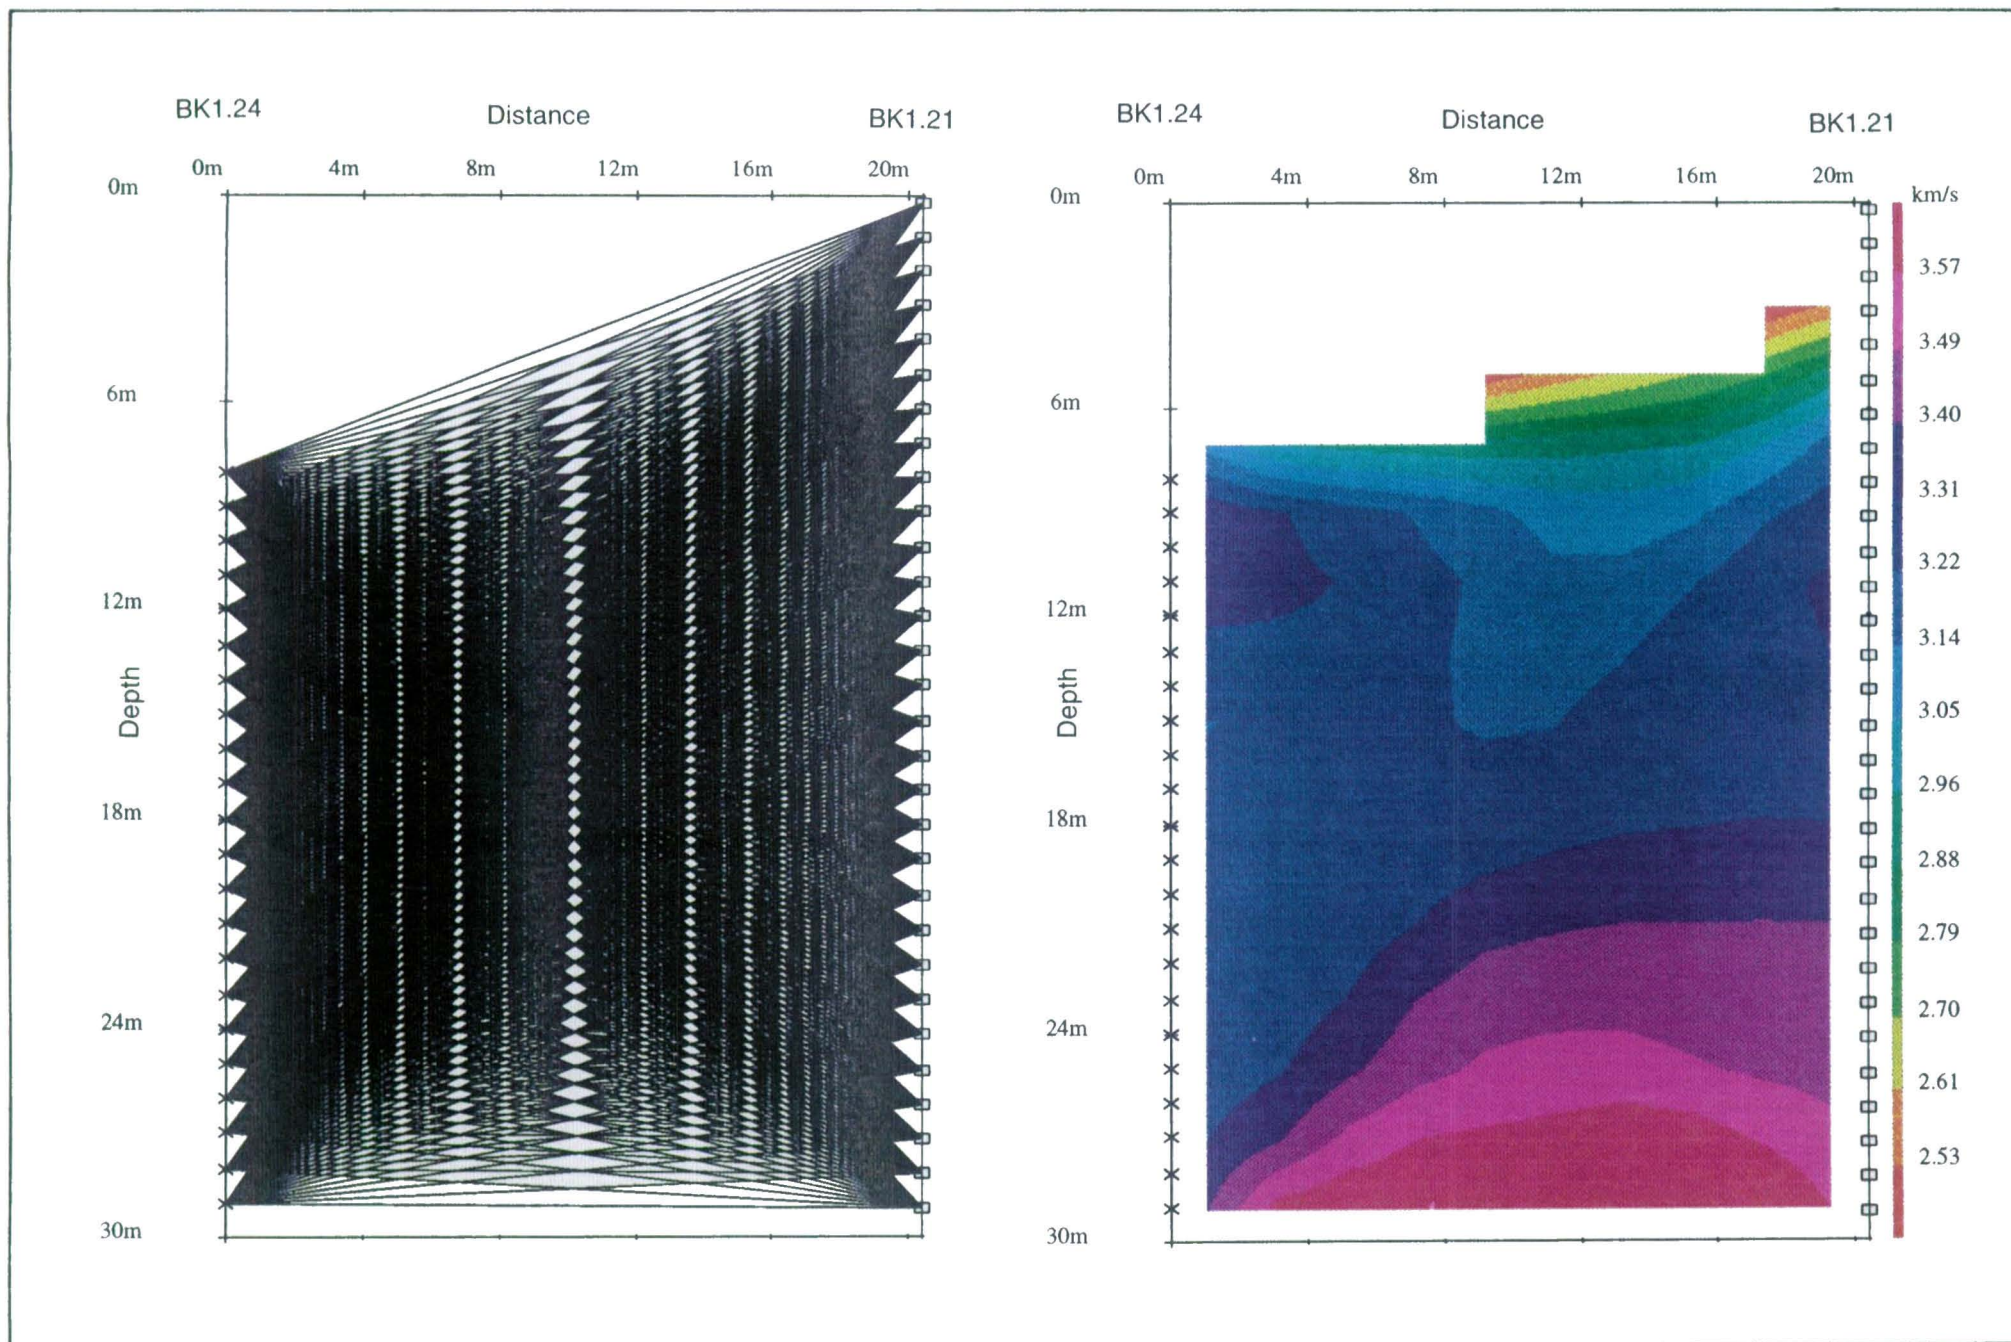 BK1.24 Distance BK1.21
0m 4m 8m 12m 16m 20m
0m
6m
12m
Depth
18m
24m
30m
BK1.24 Distance BK1.21
0m 4m 8m 12m 16m 20m
0m
6m
12m
Depth
18m
24m
30m
km/s
3.57
3.49
3.40
3.31
3.22
3.14
3.05
2.96
2.88
2.79
2.70
2.61
2.53